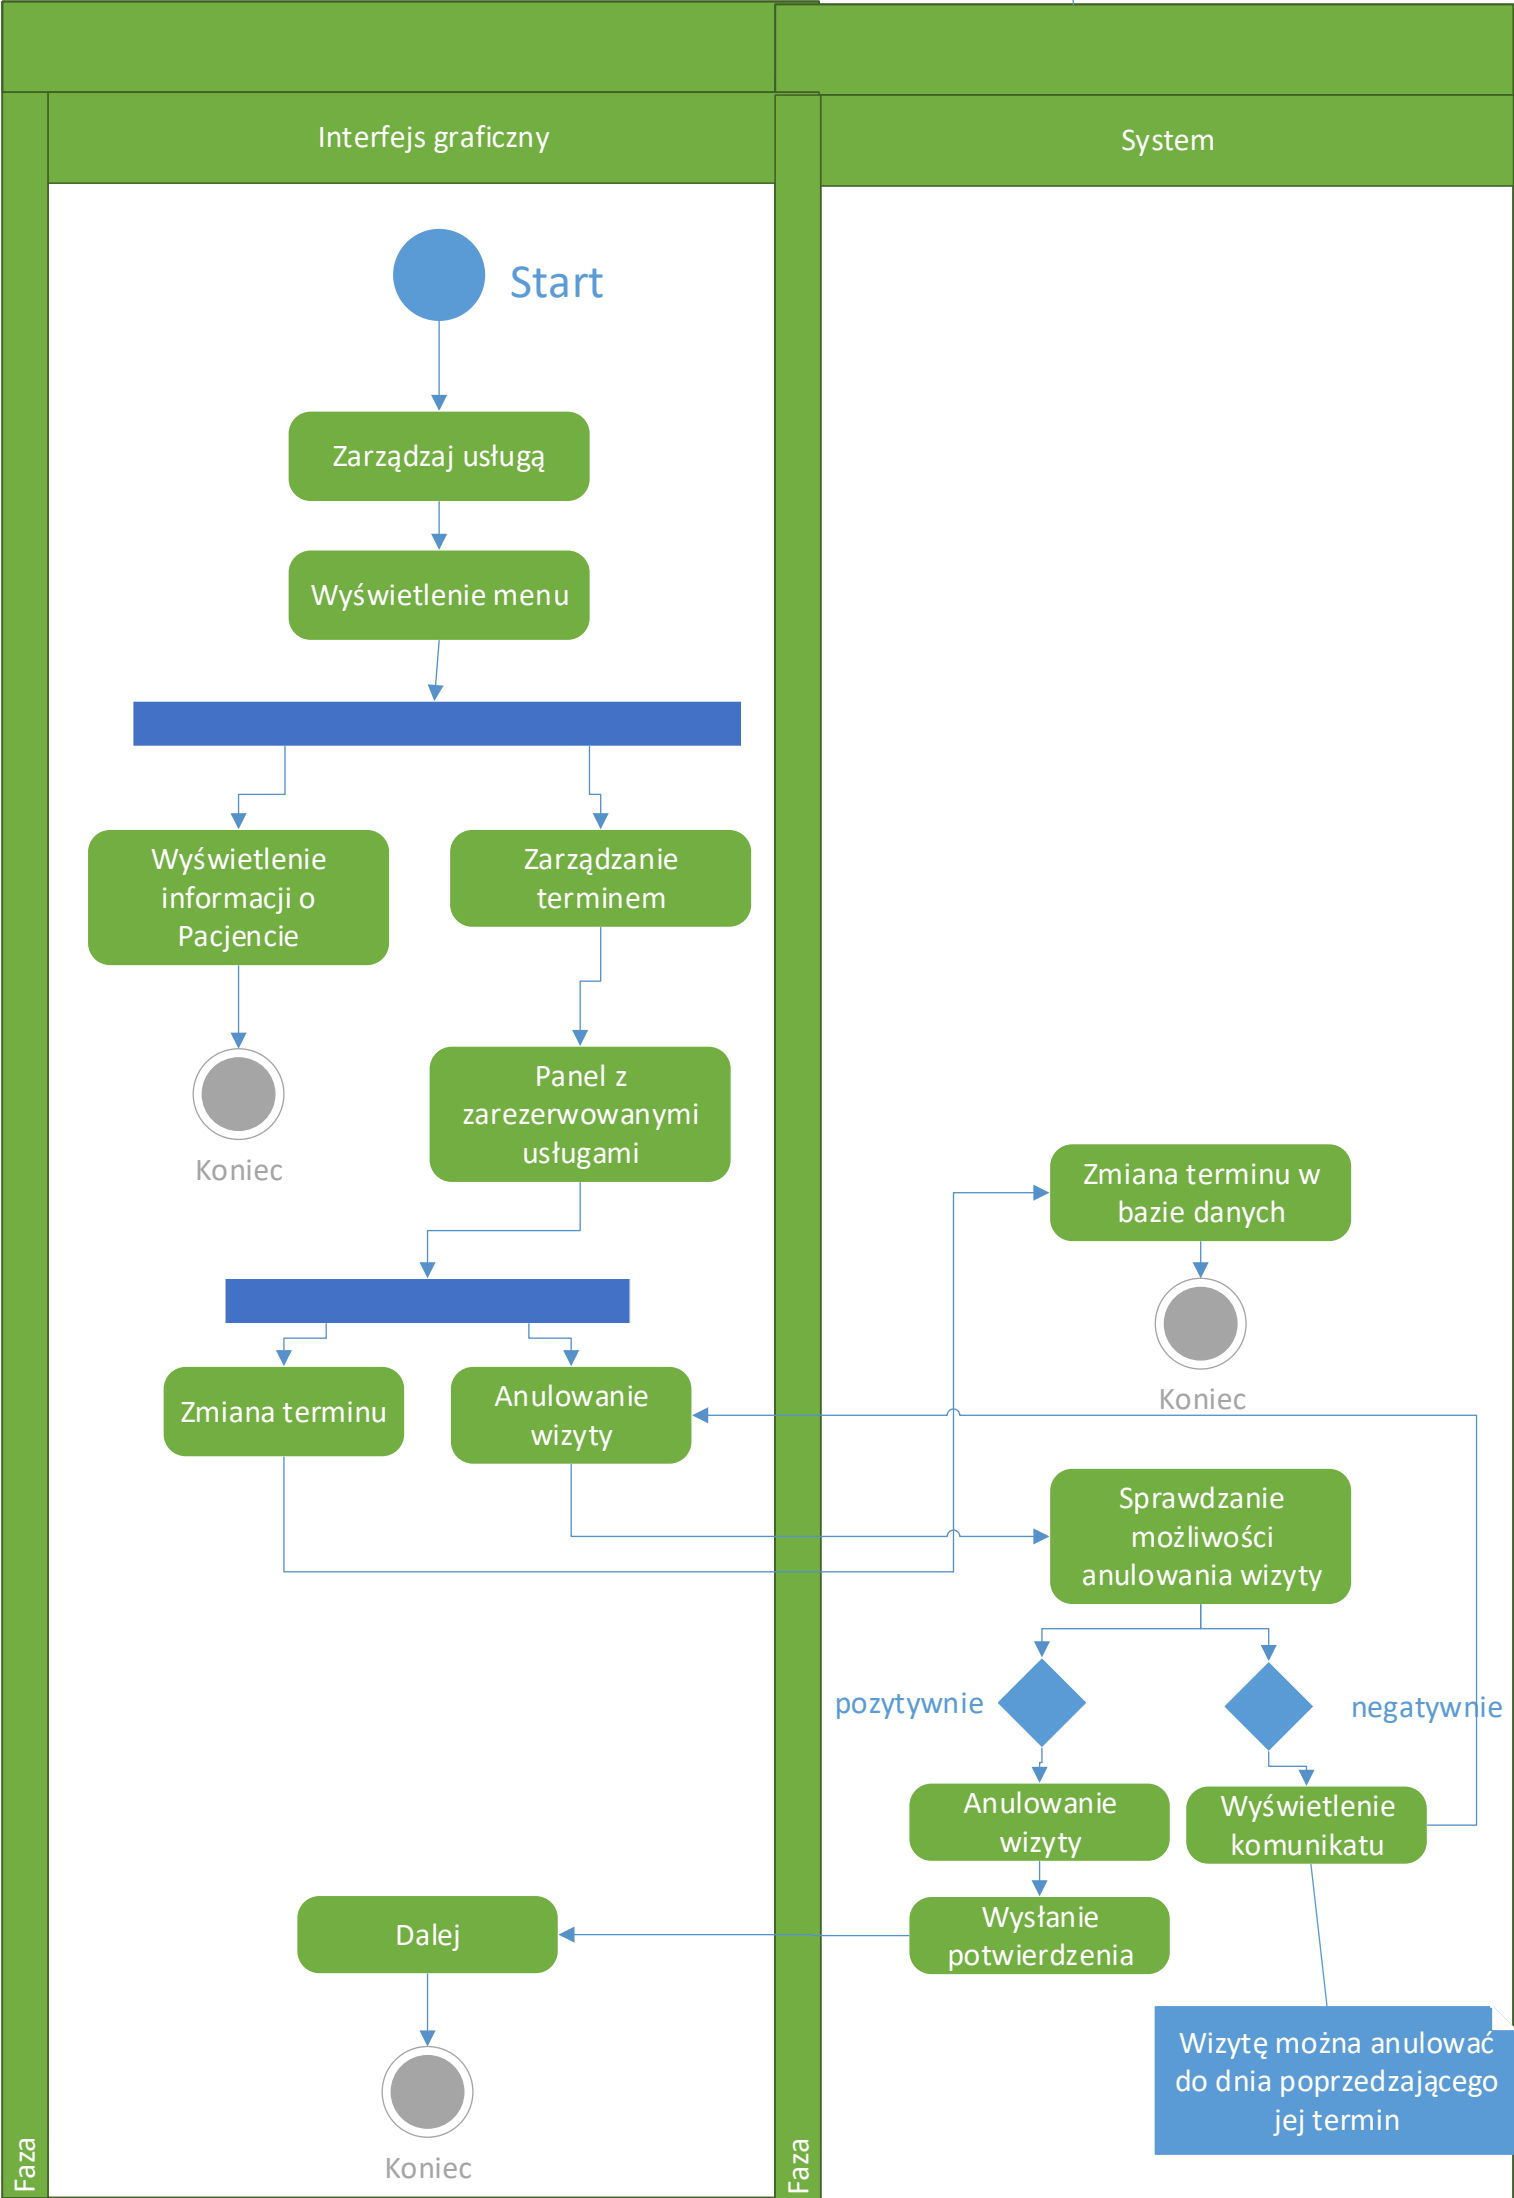 Interfejs graficzny
System
Start
Zarządzaj usługą
Wyświetlenie menu
Wyświetlenie
informacji o
Pacjencie
Zarządzanie
terminem
Koniec
Panel z
zarezerwowanymi
usługami
Zmiana terminu w
bazie danych
Koniec
Zmiana terminu
Anulowanie
wizyty
Sprawdzanie
możliwości
anulowania wizyty
pozytywnie
negatywnie
Anulowanie
wizyty
Wyświetlenie
komunikatu
Dalej
Wysłanie
potwierdzenia
Wizytę można anulować
do dnia poprzedzającego
jej termin
Koniec
Faza
Faza